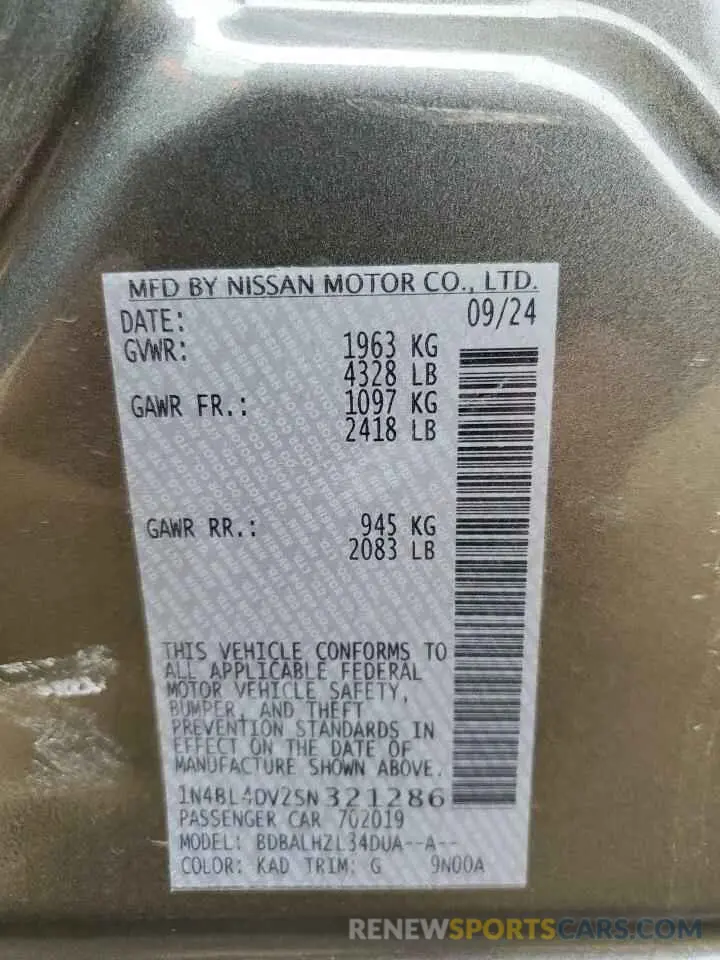 MFD BY NISSAN MOTOR CO., LTD.
DATE: 09/24
GVWR: 1963 KG
4328 LB
GAWR FR.: 1097 KG
2418 LB
GAWR RR.: 945 KG
2083 LB
THIS VEHICLE CONFORMS TO
ALL APPLICABLE FEDERAL
MOTOR VEHICLE SAFETY,
BUMPER, AND THEFT
PREVENTION STANDARDS IN
EFFECT ON THE DATE OF
MANUFACTURE SHOWN ABOVE.
1N4BL4DV2SN321286
PASSENGER CAR 702019
MODEL: BDBALHZL34DUA--A--
COLOR: KAD TRIM: G 9N00A
RENEWSPORTSCARS.COM